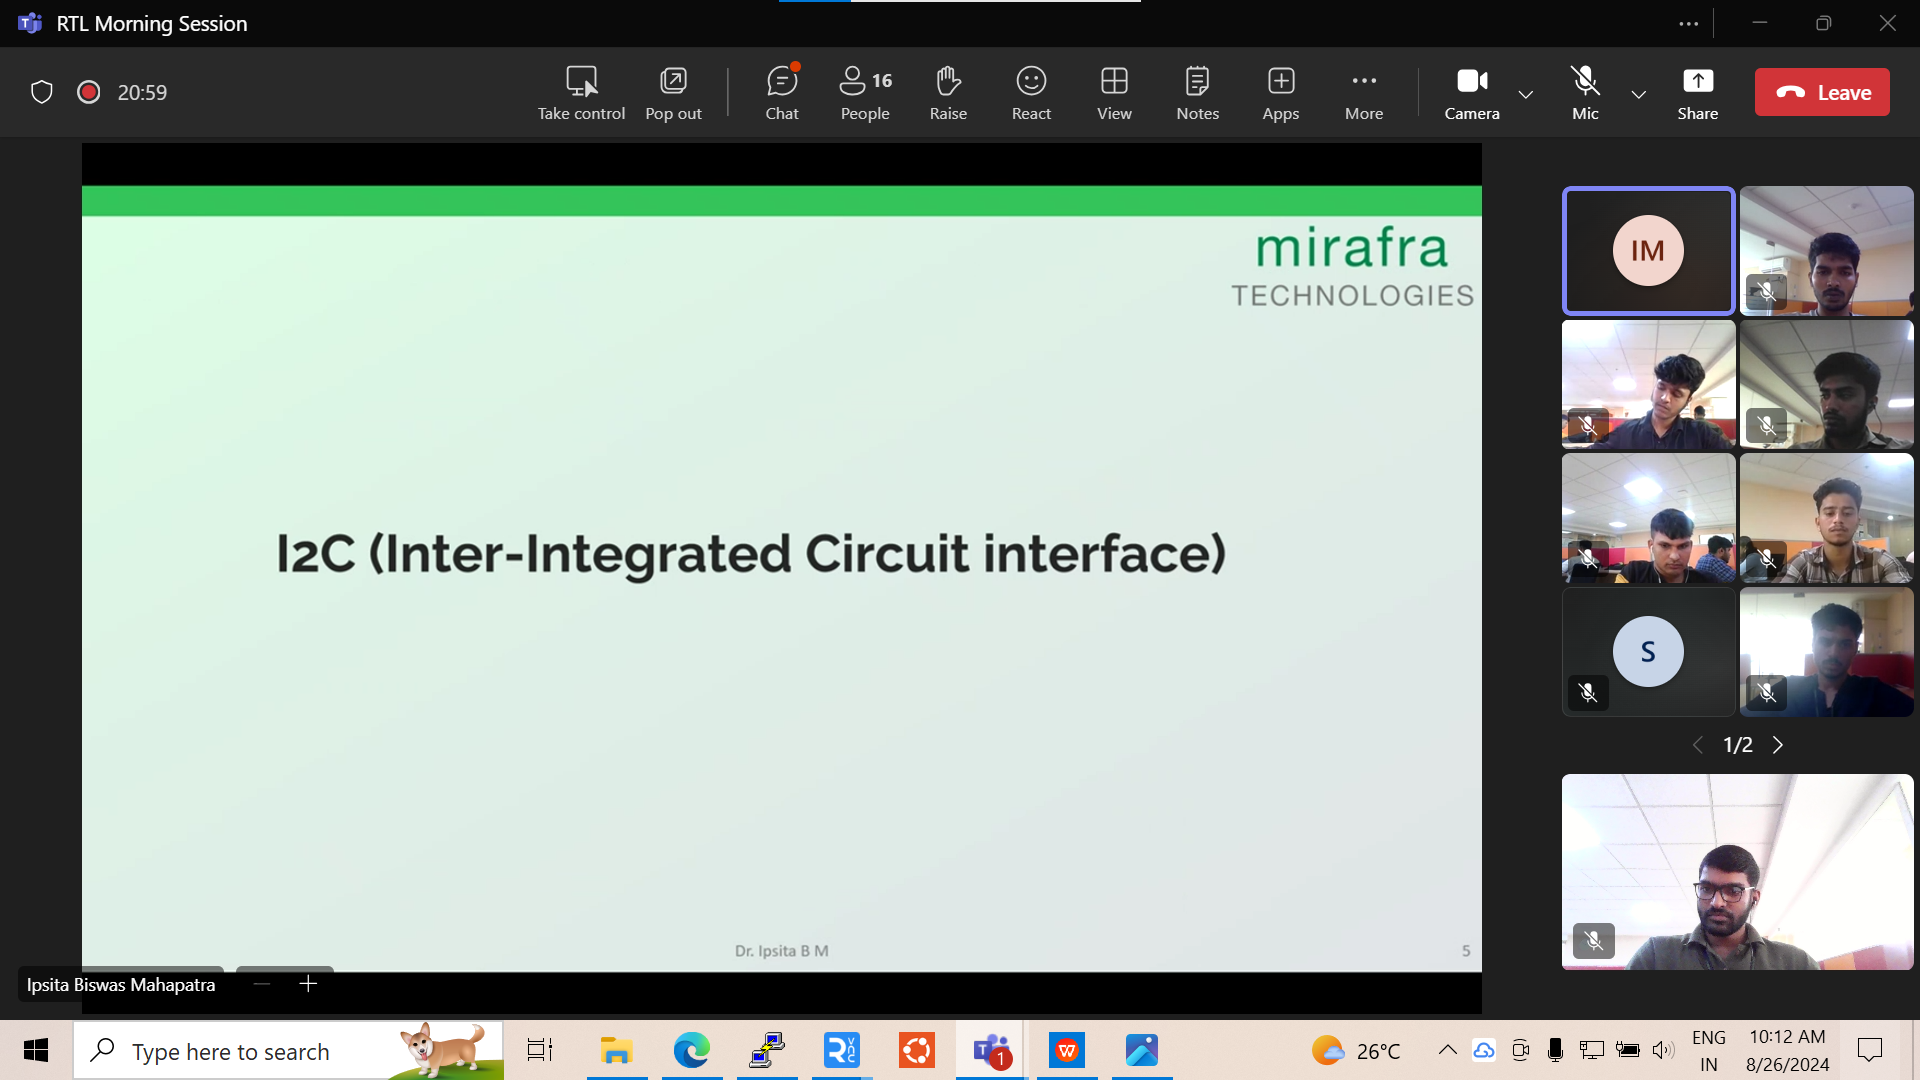 RTL Morning Session
20:59
Take control
Pop out
Chat
16
People
Raise
React
View
Notes
Apps
More
Camera
Mic
Share
Leave
mirafra
TECHNOLOGIES
I2C (Inter-Integrated Circuit interface)
Dr. Ipsita B M
5
IM
S
1/2
Ipsita Biswas Mahapatra
Type here to search
1
26°C
ENG
IN
10:12 AM
8/26/2024